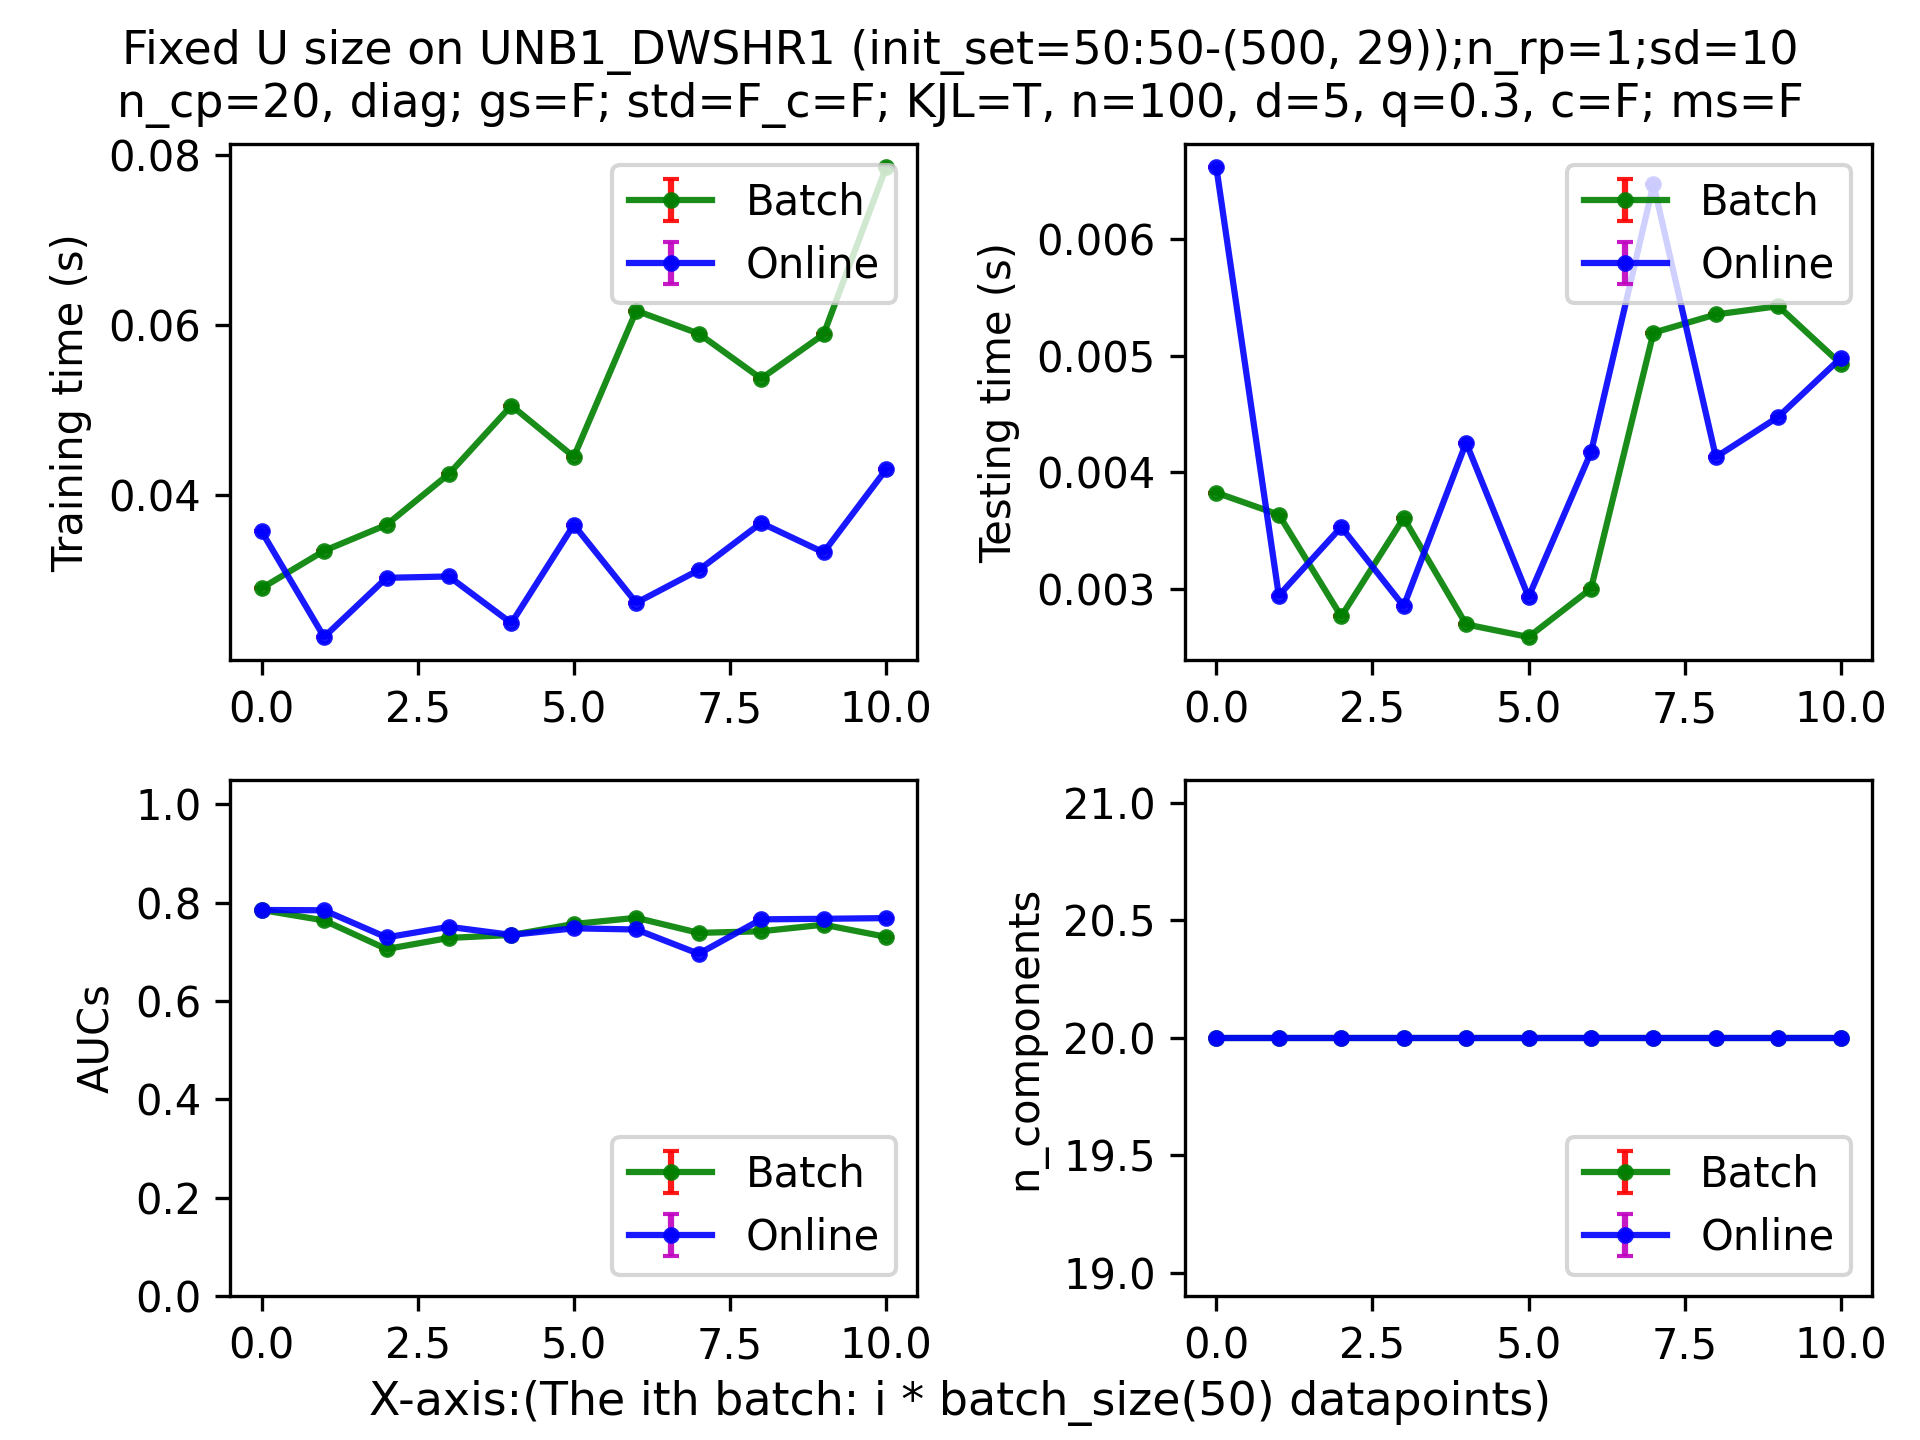 Fixed U size on UNB1_DWSHR1 (init_set=50:50-(500, 29));n_rp=1;sd=10
n_cp=20, diag; gs=F; std=F_c=F; KJL=T, n=100, d=5, q=0.3, c=F; ms=F
Training time (s)
0.08
0.06
0.04
Batch
Online
0.0 2.5 5.0 7.5 10.0
Testing time (s)
0.006
0.005
0.004
0.003
Batch
Online
0.0 2.5 5.0 7.5 10.0
AUCs
1.0
0.8
0.6
0.4
0.2
0.0
Batch
Online
0.0 2.5 5.0 7.5 10.0
n_components
21.0
20.5
20.0
19.5
19.0
Batch
Online
0.0 2.5 5.0 7.5 10.0
X-axis:(The ith batch: i * batch_size(50) datapoints)